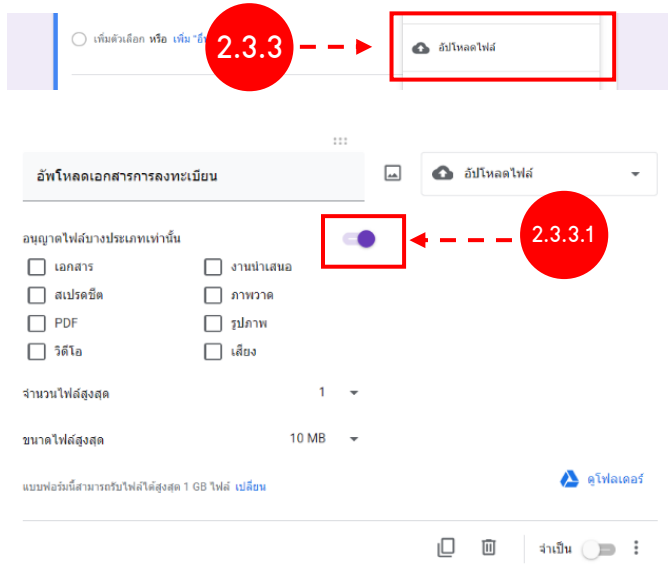 เพิ่มตัวเลือก หรือ เพิ่ม "อื่
2.3.3
อัปโหลดไฟล์
อัพโหลดเอกสารการลงทะเบียน
อัปโหลดไฟล์
อนุญาตไฟล์บางประเภทเท่านั้น
2.3.3.1
เอกสาร
งานนำเสนอ
สเปรดชีต
ภาพวาด
PDF
รูปภาพ
วิดีโอ
เสียง
จำนวนไฟล์สูงสุด 1
ขนาดไฟล์สูงสุด 10 MB
แบบฟอร์มนี้สามารถรับไฟล์ได้สูงสุด 1 GB ไฟล์ เปลี่ยน
ดูโฟลเดอร์
จำเป็น